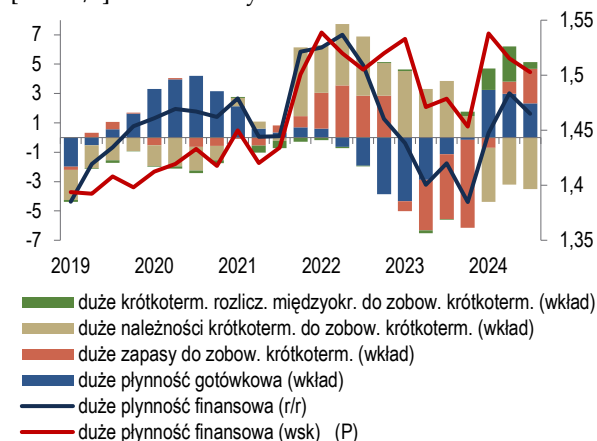 7
5
3
1
-1
-3
-5
-7
1,55
1,5
1,45
1,4
1,35
2019 2020 2021 2022 2023 2024
duże krótkoterm. rozlicz. międzyokr. do zobow. krótkoterm. (wkład)
duże należności krótkoterm. do zobow. krótkoterm. (wkład)
duże zapasy do zobow. krótkoterm. (wkład)
duże płynność gotówkowa (wkład)
duże płynność finansowa (r/r)
duże płynność finansowa (wsk) (P)